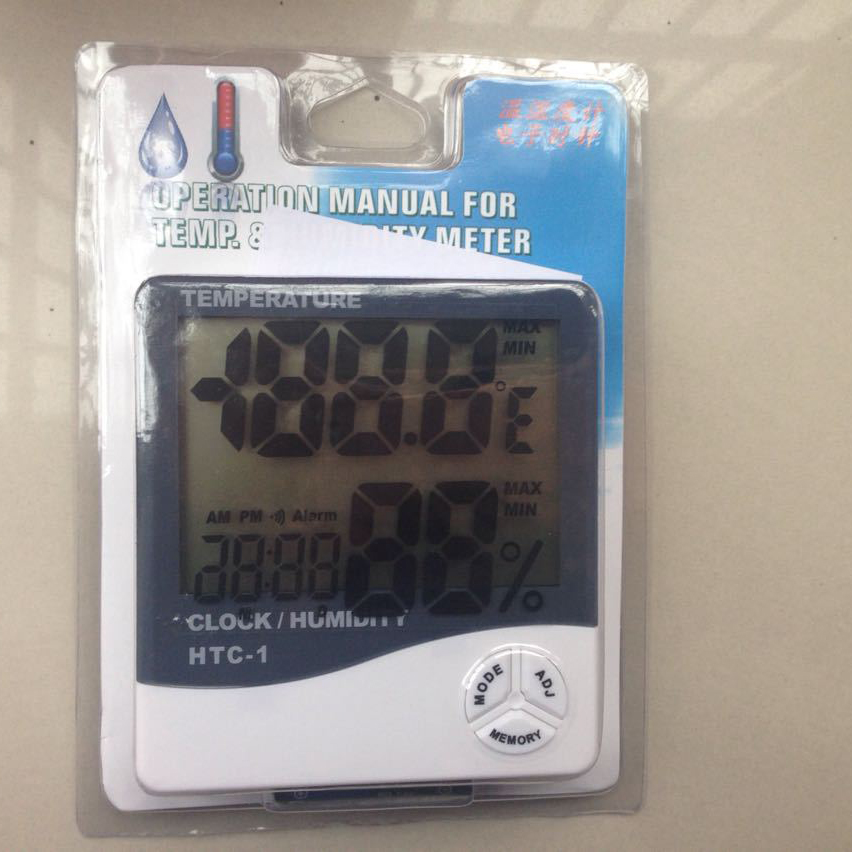 温湿度计
电子时钟
OPERATION MANUAL FOR
TEMP. & HUMIDITY METER
TEMPERATURE
MAX
MIN
MAX
MIN
AM PM Alarm
%
CLOCK / HUMIDITY
HTC-1
MODE
ADJ
MEMORY